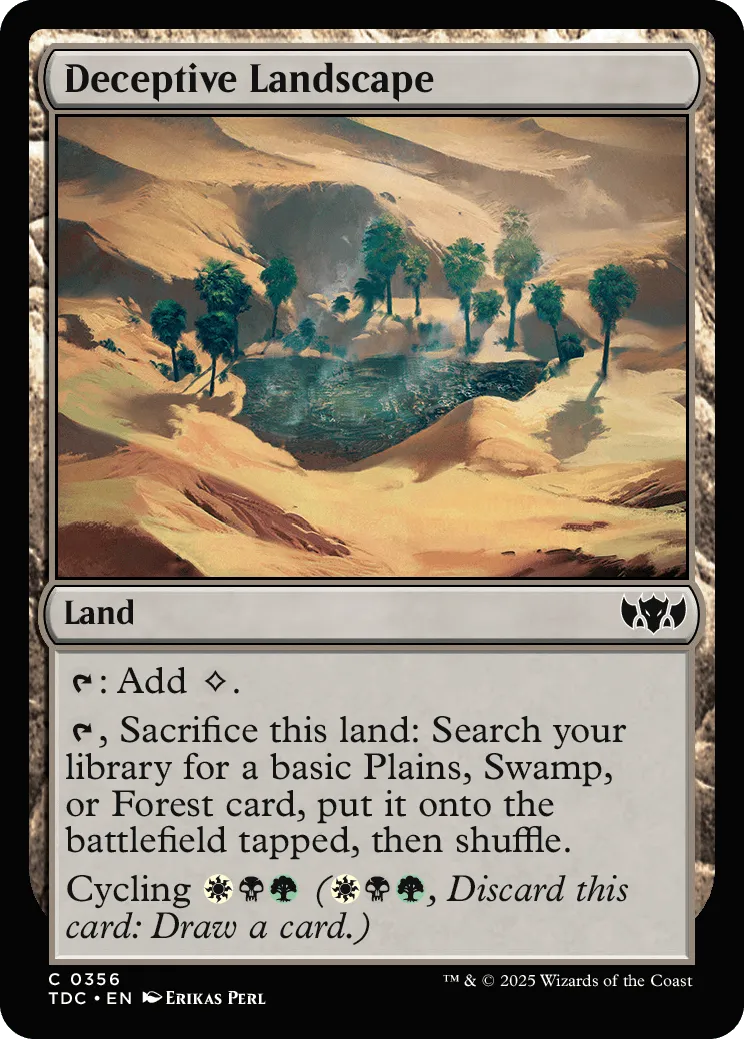 Deceptive Landscape
Land
: Add .
, Sacrifice this land: Search your
library for a basic Plains, Swamp,
or Forest card, put it onto the
battlefield tapped, then shuffle.
Cycling (, Discard this
card: Draw a card.)
C 0356
™ & © 2025 Wizards of the Coast
TDC • EN Erikas Perl